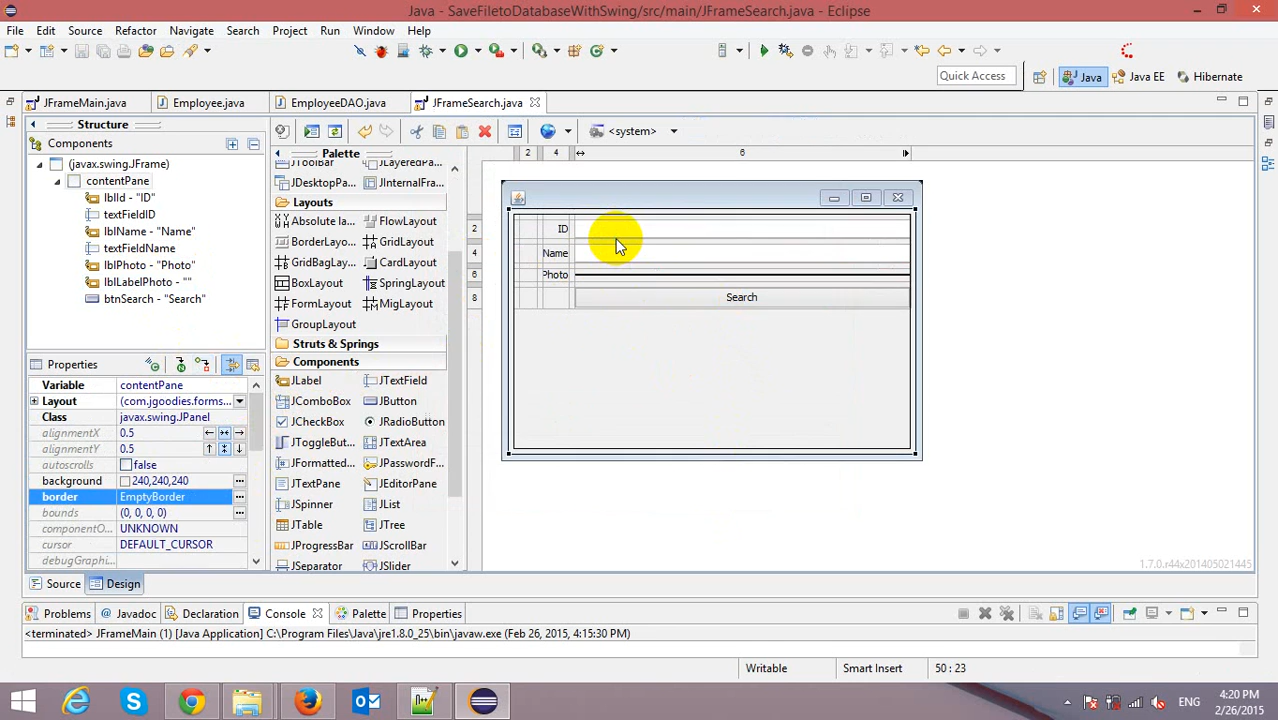 Java - SaveFiletoDatabaseWithSwing/src/main/JFrameSearch.java - Eclipse
File Edit Source Refactor Navigate Search Project Run Window Help
Quick Access Java Java EE Hibernate
JFrameMain.java Employee.java EmployeeDAO.java JFrameSearch.java
Structure
Components
(javax.swing.JFrame)
contentPane
lblId - "ID"
textFieldID
lblName - "Name"
textFieldName
lblPhoto - "Photo"
lblLabelPhoto - ""
btnSearch - "Search"
Properties
Variable contentPane
Layout (com.jgoodies.forms...
Class javax.swing.JPanel
alignmentX 0.5
alignmentY 0.5
autoscrolls false
background 240,240,240
border EmptyBorder
bounds (0, 0, 0, 0)
componentO... UNKNOWN
cursor DEFAULT_CURSOR
debugGraphi...
Source Design
<system>
Palette
JToolBar JLayeredPa...
JDesktopPa... JInternalFra...
Layouts
Absolute la... FlowLayout
BorderLayo... GridLayout
GridBagLay... CardLayout
BoxLayout SpringLayout
FormLayout MigLayout
GroupLayout
Struts & Springs
Components
JLabel JTextField
JComboBox JButton
JCheckBox JRadioButton
JToggleBut... JTextArea
JFormatted... JPasswordF...
JTextPane JEditorPane
JSpinner JList
JTable JTree
JProgressBar JScrollBar
JSeparator JSlider
2 4 6
2 ID
4 Name
6 Photo
8 Search
1.7.0.r44x201405021445
Problems Javadoc Declaration Console Palette Properties
<terminated> JFrameMain (1) [Java Application] C:\Program Files\Java\jre1.8.0_25\bin\javaw.exe (Feb 26, 2015, 4:15:30 PM)
Writable Smart Insert 50 : 23
ENG
4:20 PM
2/26/2015